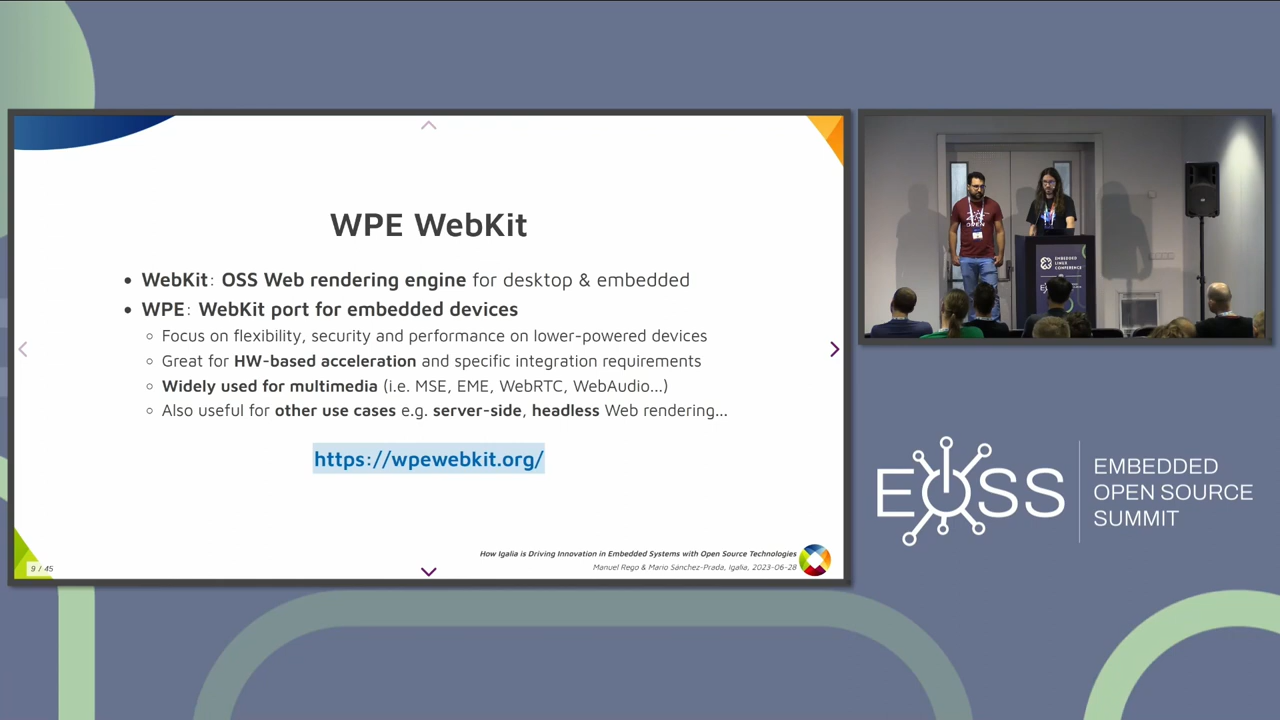 WPE WebKit
• WebKit: OSS Web rendering engine for desktop & embedded
• WPE: WebKit port for embedded devices
◦ Focus on flexibility, security and performance on lower-powered devices
◦ Great for HW-based acceleration and specific integration requirements
◦ Widely used for multimedia (i.e. MSE, EME, WebRTC, WebAudio...)
◦ Also useful for other use cases e.g. server-side, headless Web rendering...
https://wpewebkit.org/
How Igalia is Driving Innovation in Embedded Systems with Open Source Technologies
Manuel Rego & Mario Sánchez-Prada, Igalia, 2023-06-28
9 / 45
OPEN
EMBEDDED
LINUX
CONFERENCE
EOSS
EMBEDDED
OPEN SOURCE
SUMMIT